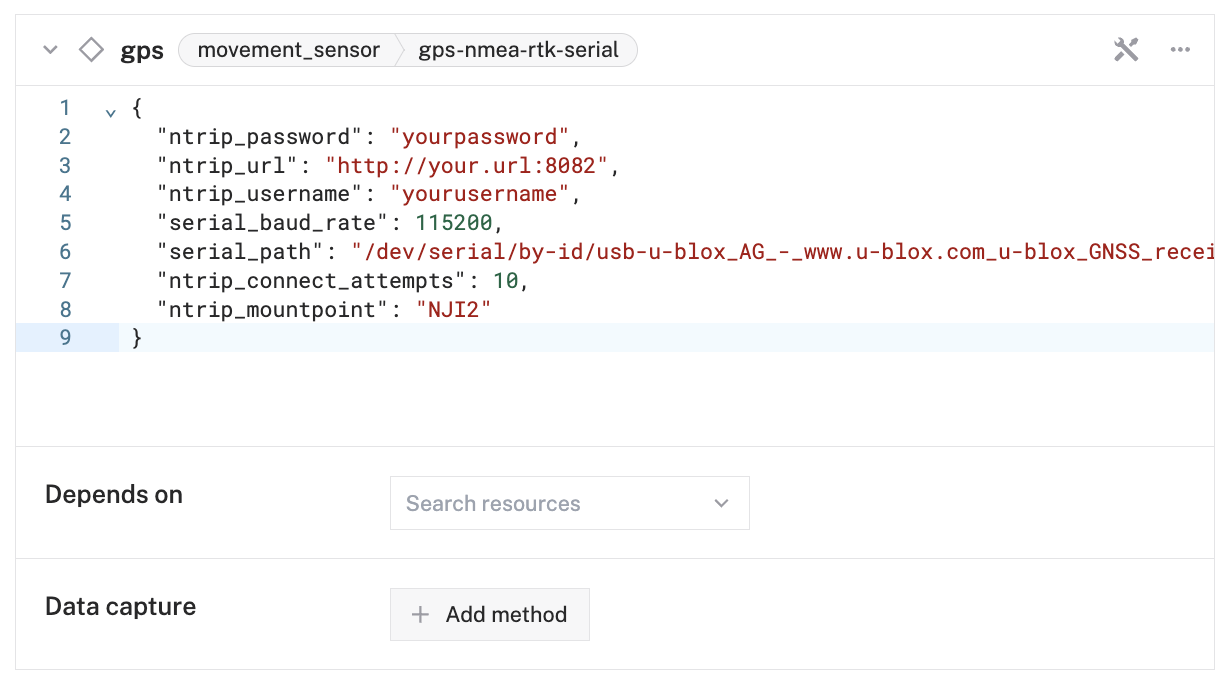 gps movement_sensor gps-nmea-rtk-serial
1 {
2 "ntrip_password": "yourpassword",
3 "ntrip_url": "http://your.url:8082",
4 "ntrip_username": "yourusername",
5 "serial_baud_rate": 115200,
6 "serial_path": "/dev/serial/by-id/usb-u-blox_AG_-_www.u-blox.com_u-blox_GNSS_recei
7 "ntrip_connect_attempts": 10,
8 "ntrip_mountpoint": "NJI2"
9 }
Depends on Search resources
Data capture + Add method